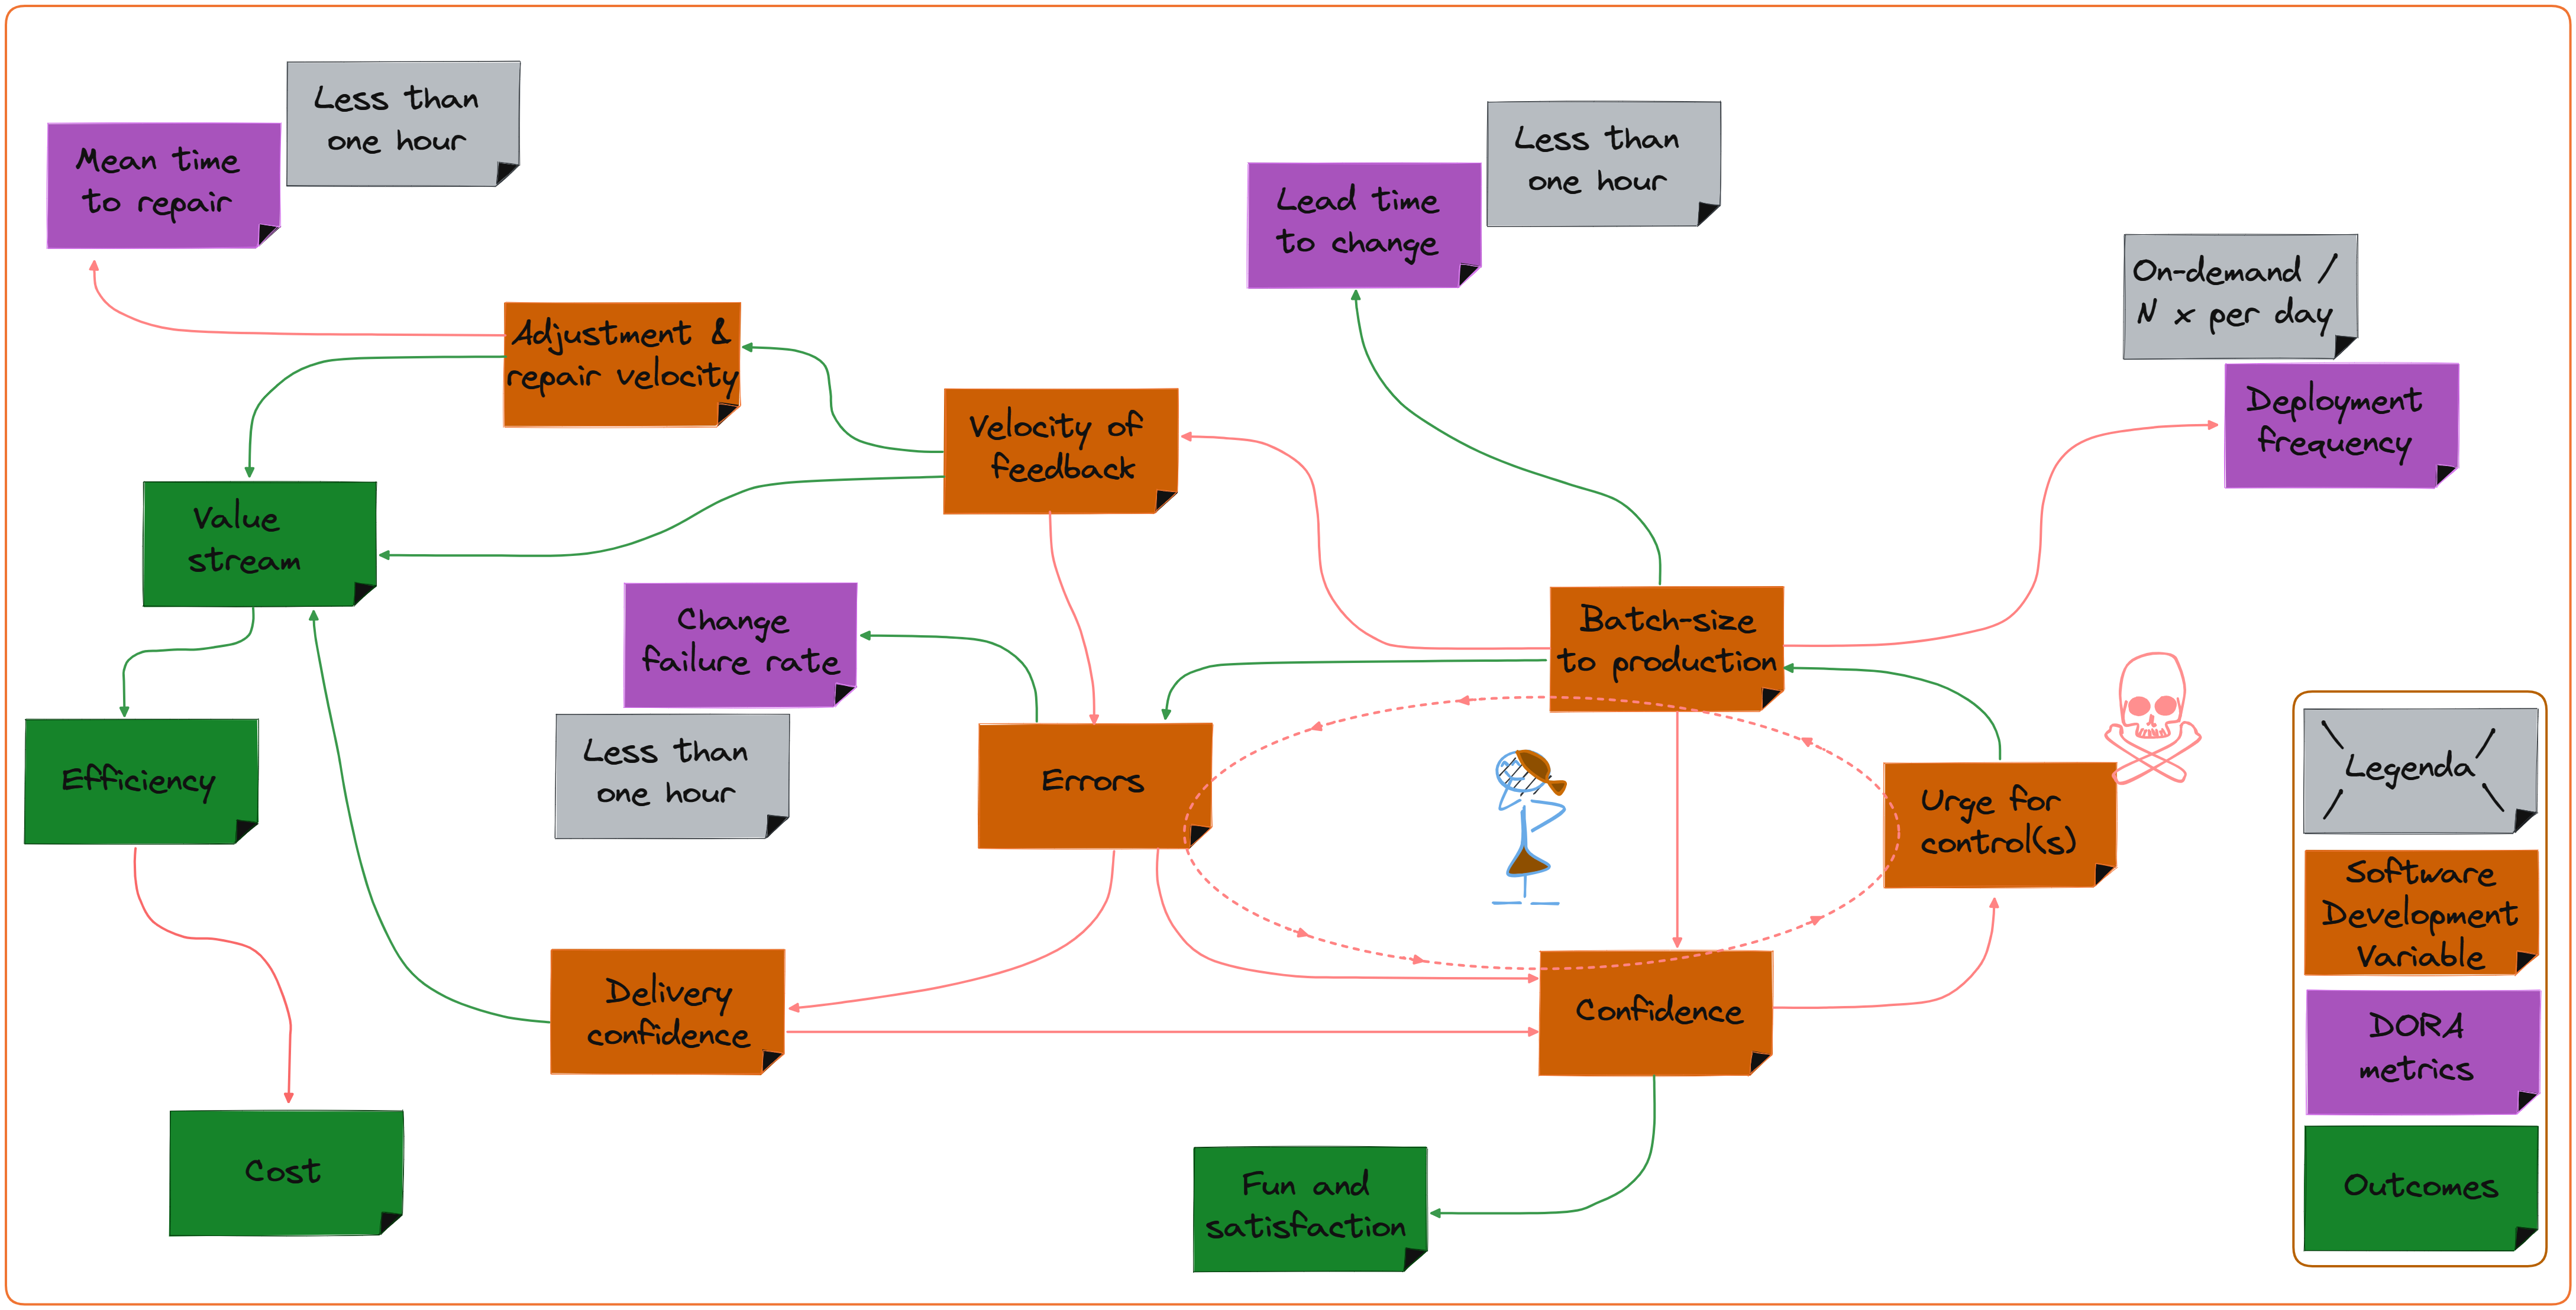 Less than
one hour
Mean time
to repair
Less than
one hour
Lead time
to change
On-demand /
N x per day
Deployment
frequency
Adjustment &
repair velocity
Velocity of
feedback
Value
stream
Change
failure rate
Less than
one hour
Batch-size
to production
Efficiency
Errors
Urge for
control(s)
Delivery
confidence
Confidence
Cost
Fun and
satisfaction
Legenda
Software
Development
Variable
DORA
metrics
Outcomes